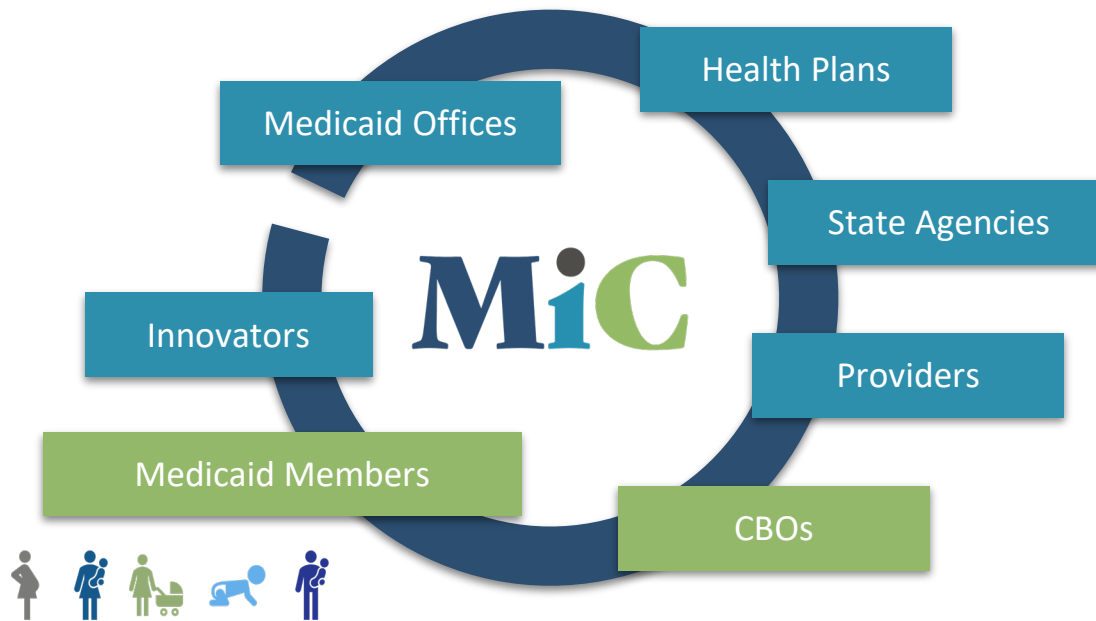 Health Plans
Medicaid Offices
State Agencies
MiC
Innovators
Providers
Medicaid Members
CBOs